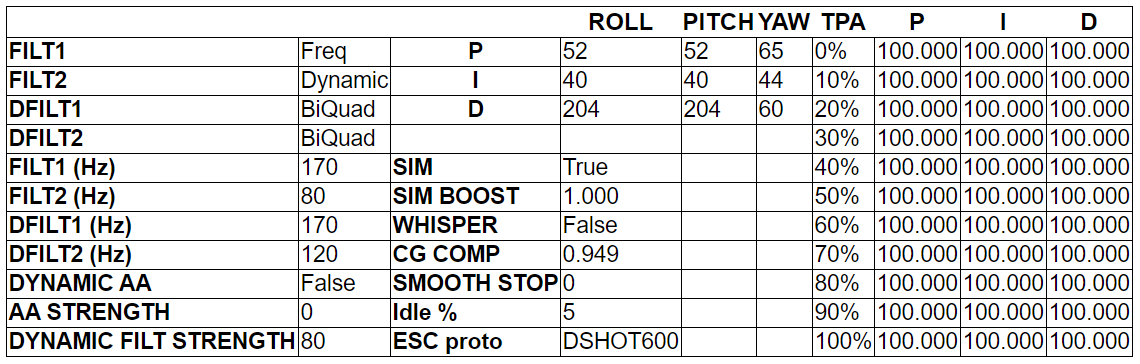 ROLL PITCH YAW TPA P I D
FILT1 Freq P 52 52 65 0% 100.000 100.000 100.000
FILT2 Dynamic I 40 40 44 10% 100.000 100.000 100.000
DFILT1 BiQuad D 204 204 60 20% 100.000 100.000 100.000
DFILT2 BiQuad 30% 100.000 100.000 100.000
FILT1 (Hz) 170 SIM True 40% 100.000 100.000 100.000
FILT2 (Hz) 80 SIM BOOST 1.000 50% 100.000 100.000 100.000
DFILT1 (Hz) 170 WHISPER False 60% 100.000 100.000 100.000
DFILT2 (Hz) 120 CG COMP 0.949 70% 100.000 100.000 100.000
DYNAMIC AA False SMOOTH STOP 0 80% 100.000 100.000 100.000
AA STRENGTH 0 Idle % 5 90% 100.000 100.000 100.000
DYNAMIC FILT STRENGTH 80 ESC proto DSHOT600 100% 100.000 100.000 100.000